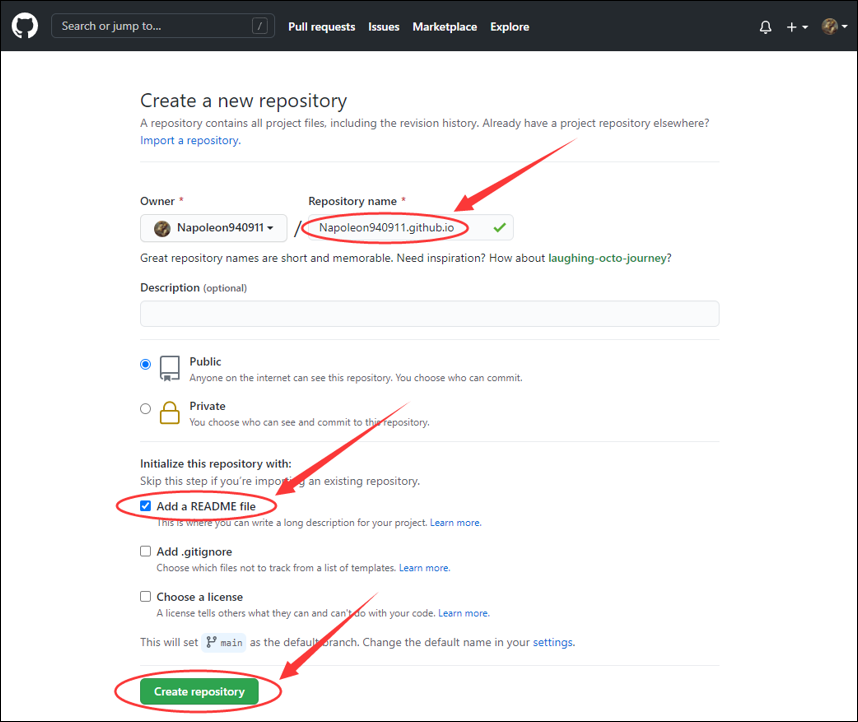 Search or jump to... /
Pull requests Issues Marketplace Explore
Create a new repository
A repository contains all project files, including the revision history. Already have a project repository elsewhere?
Import a repository.
Owner * Repository name *
Napoleon940911 / Napoleon940911.github.io
Great repository names are short and memorable. Need inspiration? How about laughing-octo-journey?
Description (optional)
Public
Anyone on the internet can see this repository. You choose who can commit.
Private
You choose who can see and commit to this repository.
Initialize this repository with:
Skip this step if you're importing an existing repository.
Add a README file
This is where you can write a long description for your project. Learn more.
Add .gitignore
Choose which files not to track from a list of templates. Learn more.
Choose a license
A license tells others what they can and can't do with your code. Learn more.
This will set main as the default branch. Change the default name in your settings.
Create repository